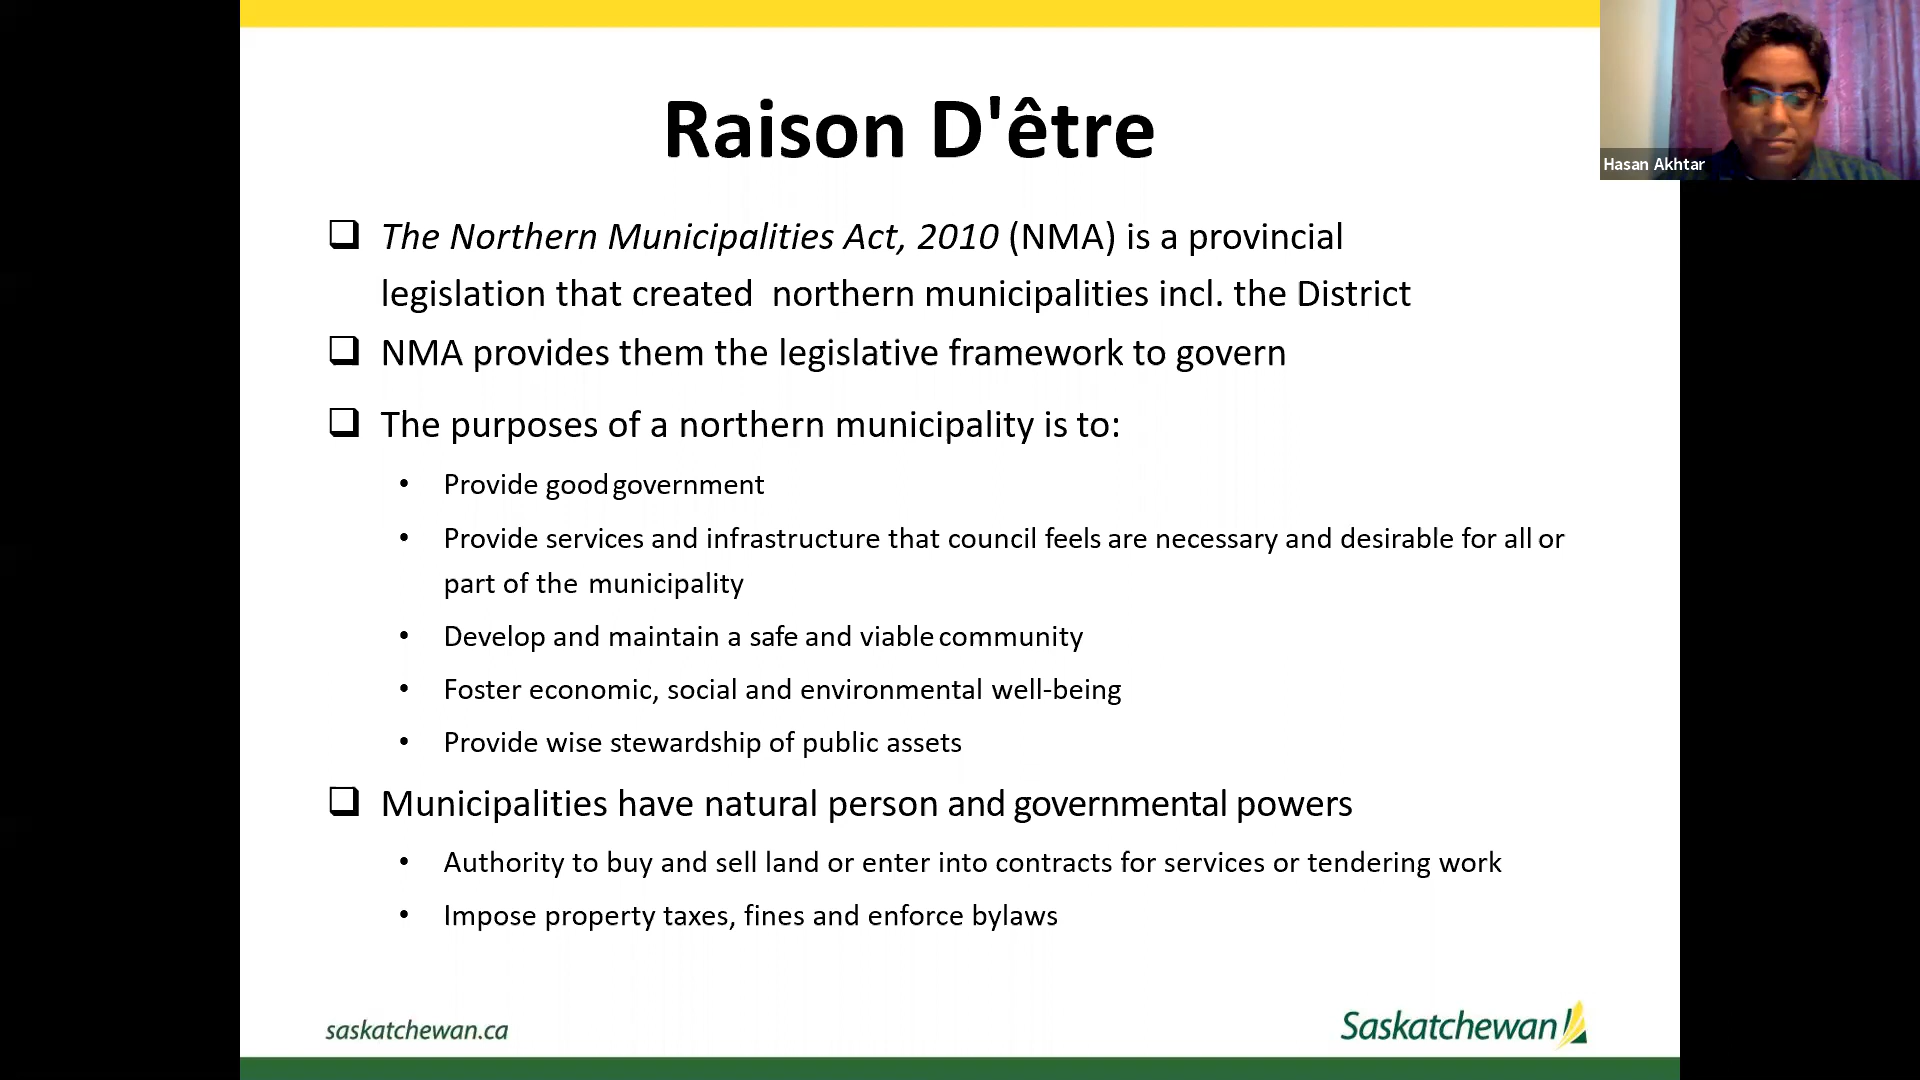 Raison D'être
Hasan Akhtar
The Northern Municipalities Act, 2010 (NMA) is a provincial
legislation that created northern municipalities incl. the District
NMA provides them the legislative framework to govern
The purposes of a northern municipality is to:
• Provide good government
• Provide services and infrastructure that council feels are necessary and desirable for all or
part of the municipality
• Develop and maintain a safe and viable community
• Foster economic, social and environmental well-being
• Provide wise stewardship of public assets
Municipalities have natural person and governmental powers
• Authority to buy and sell land or enter into contracts for services or tendering work
• Impose property taxes, fines and enforce bylaws
saskatchewan.ca
Saskatchewan